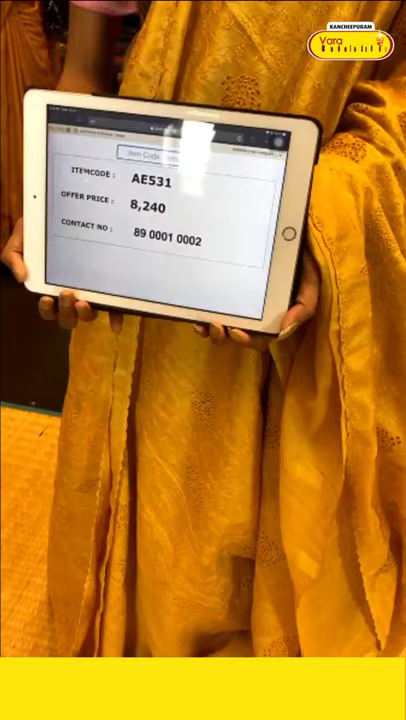 KANCHEEPURAM
Vara
Item Code
ITEMCODE : AE531
OFFER PRICE : 8,240
CONTACT NO : 89 0001 0002